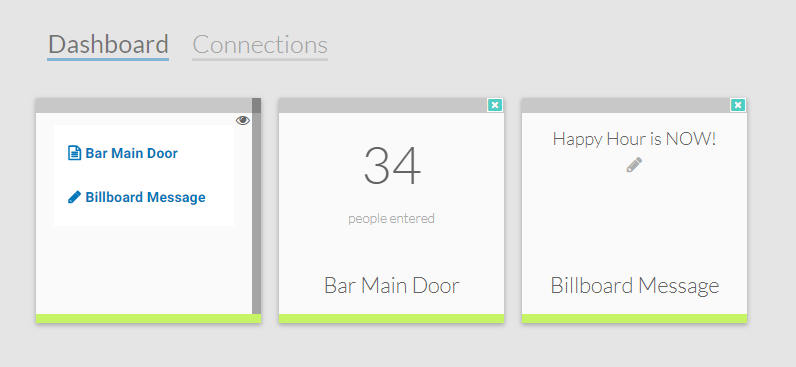 Dashboard Connections
Bar Main Door
Billboard Message
34
people entered
Bar Main Door
Happy Hour is NOW!
Billboard Message